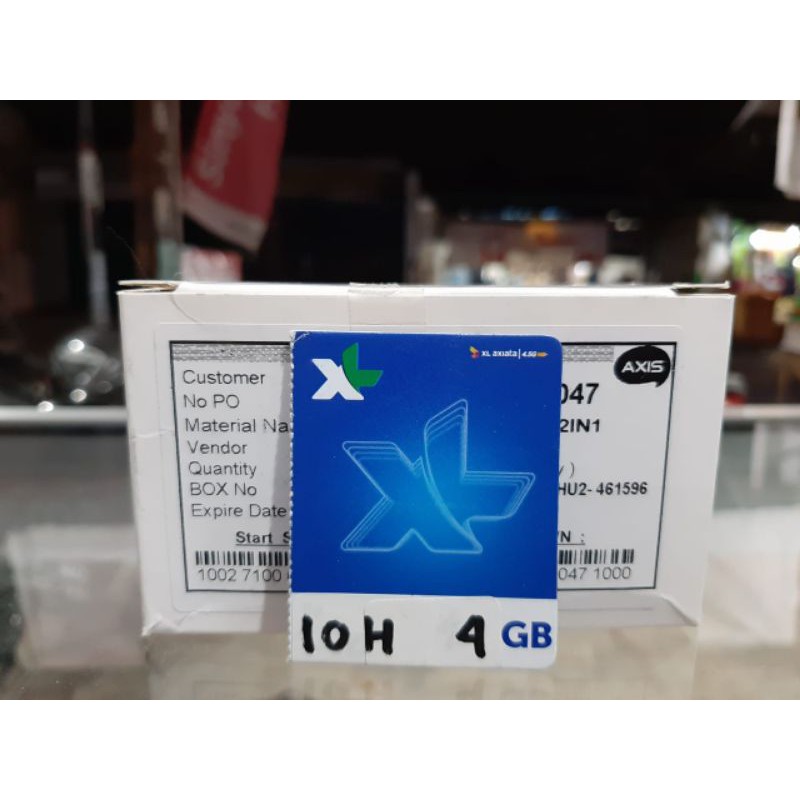 XL
XL axiata
AXIS
Customer
047
No PO
Material Na
2IN1
Vendor
Quantity
)
BOX No
HU2- 461596
Expire Date
Start S
N :
1002 7100
047 1000
10H 4 GB